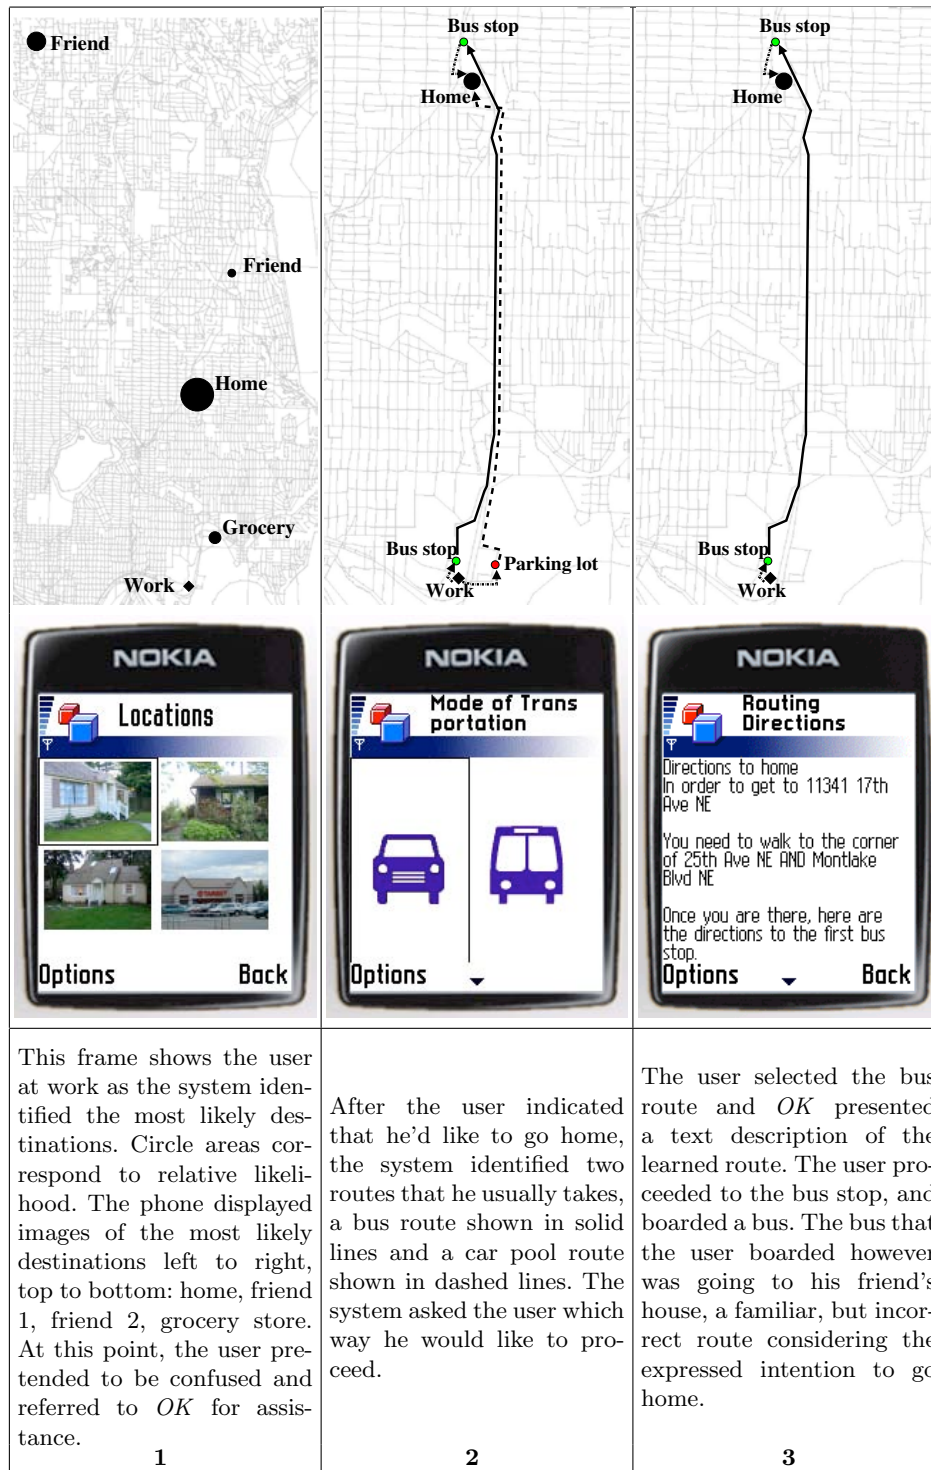 Friend
Friend
Home
Grocery
Work
Bus stop
Home
Bus stop
Parking lot
Work
Bus stop
Home
Bus stop
Work
NOKIA
Locations
TARGET
Options Back
NOKIA
Mode of Trans
portation
Options
NOKIA
Routing
Directions
Directions to home
In order to get to 11341 17th
Ave NE
You need to walk to the corner
of 25th Ave NE AND Montlake
Blvd NE
Once you are there, here are
the directions to the first bus
stop.
Options Back
This frame shows the user
at work as the system iden-
tified the most likely des-
tinations. Circle areas cor-
respond to relative likeli-
hood. The phone displayed
images of the most likely
destinations left to right,
top to bottom: home, friend
1, friend 2, grocery store.
At this point, the user pre-
tended to be confused and
referred to OK for assis-
tance.
1
After the user indicated
that he'd like to go home,
the system identified two
routes that he usually takes,
a bus route shown in solid
lines and a car pool route
shown in dashed lines. The
system asked the user which
way he would like to pro-
ceed.
2
The user selected the bus
route and OK presented
a text description of the
learned route. The user pro-
ceeded to the bus stop, and
boarded a bus. The bus that
the user boarded however
was going to his friend's
house, a familiar, but incor-
rect route considering the
expressed intention to go
home.
3